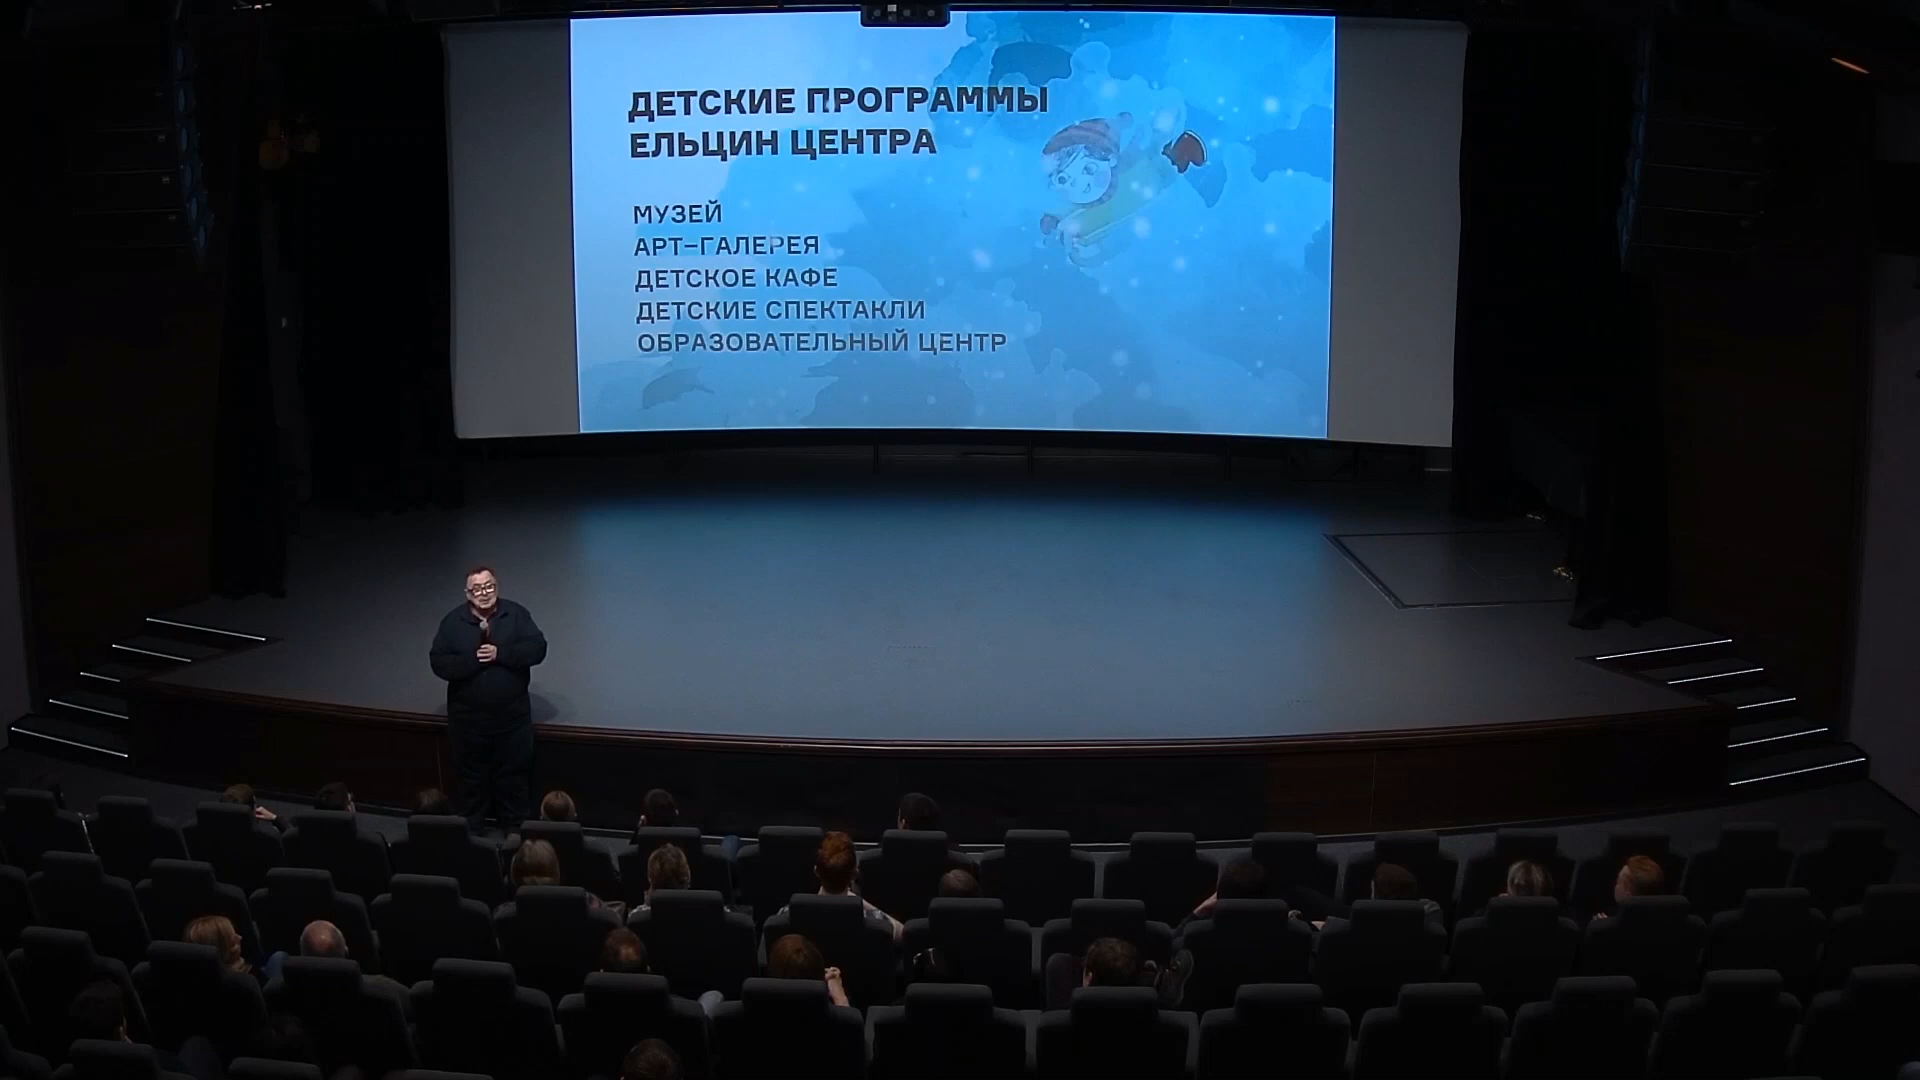 ДЕТСКИЕ ПРОГРАММЫ
ЕЛЬЦИН ЦЕНТРА
МУЗЕЙ
АРТ–ГАЛЕРЕЯ
ДЕТСКОЕ КАФЕ
ДЕТСКИЕ СПЕКТАКЛИ
ОБРАЗОВАТЕЛЬНЫЙ ЦЕНТР